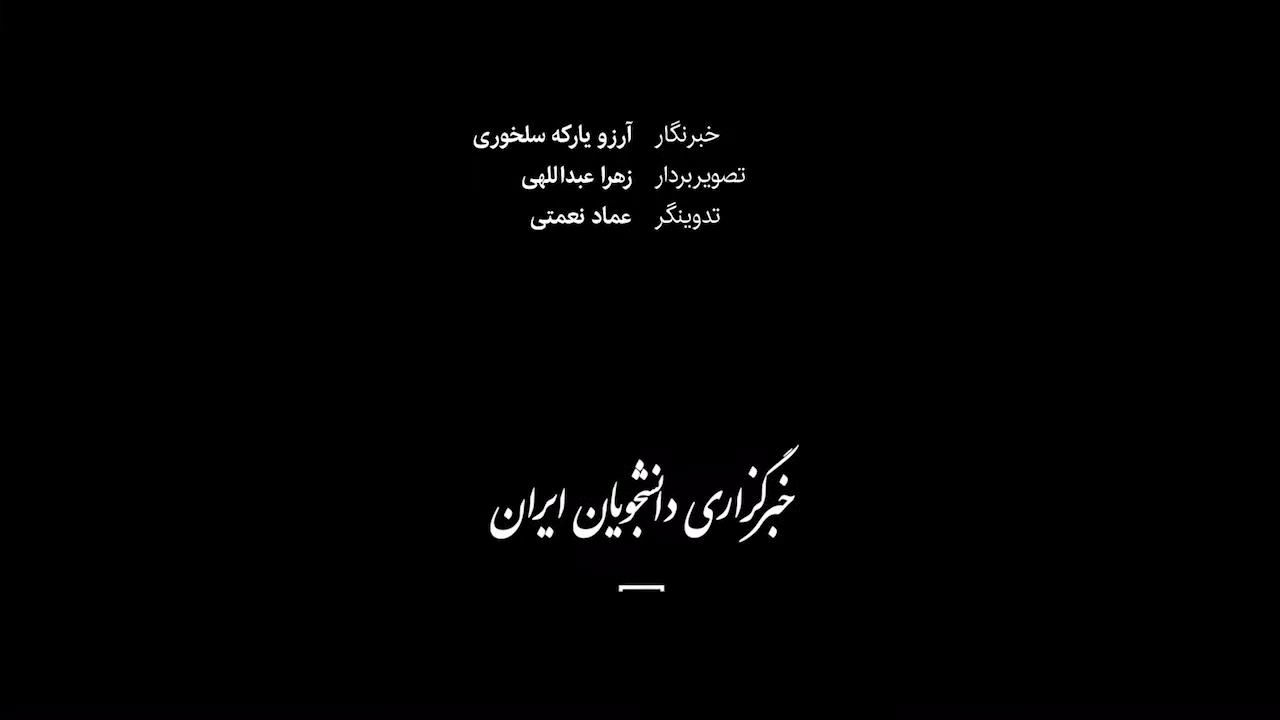 خبرنگار آرزو یارکه سلخوری
تصویربردار زهرا عبداللهی
تدوینگر عماد نعمتی
خبرگزاری دانشجویان ایران